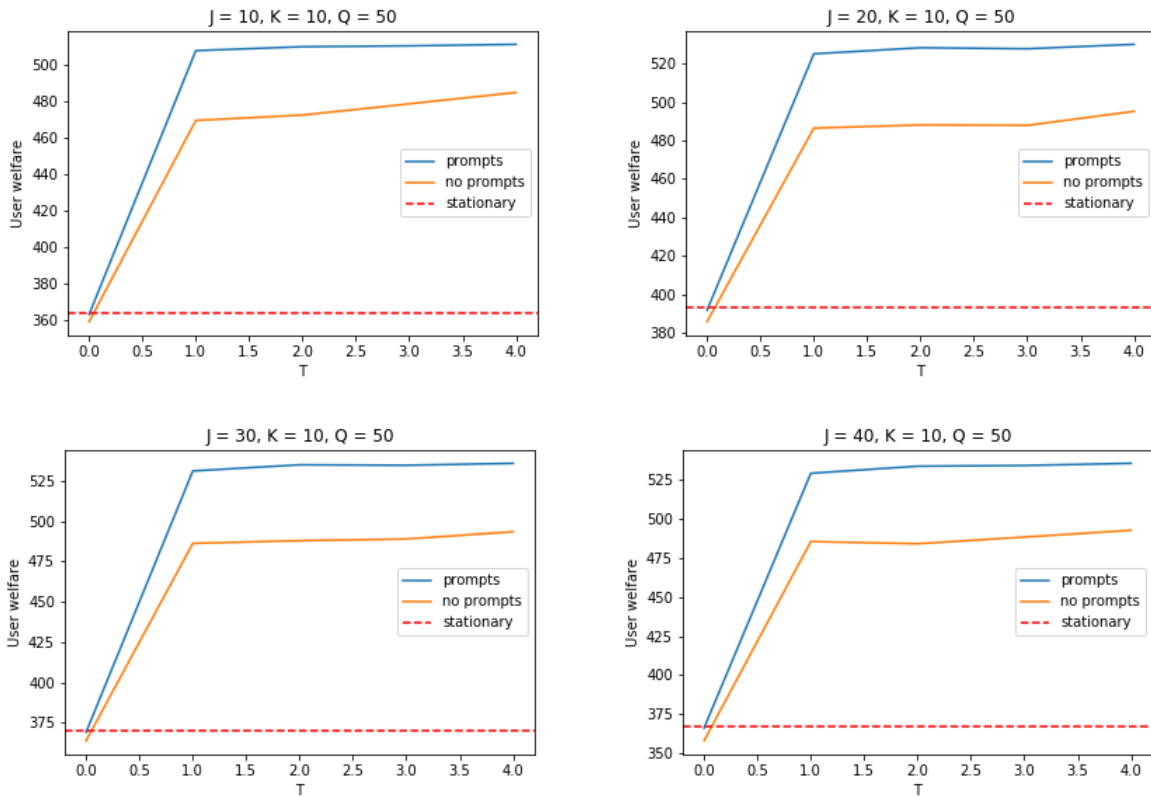 J = 10, K = 10, Q = 50
User welfare
500
480
460
440
420
400
380
360
prompts
no prompts
stationary
0.0 0.5 1.0 1.5 2.0 2.5 3.0 3.5 4.0
T
J = 20, K = 10, Q = 50
User welfare
520
500
480
460
440
420
400
380
prompts
no prompts
stationary
0.0 0.5 1.0 1.5 2.0 2.5 3.0 3.5 4.0
T
J = 30, K = 10, Q = 50
User welfare
525
500
475
450
425
400
375
prompts
no prompts
stationary
0.0 0.5 1.0 1.5 2.0 2.5 3.0 3.5 4.0
T
J = 40, K = 10, Q = 50
User welfare
525
500
475
450
425
400
375
350
prompts
no prompts
stationary
0.0 0.5 1.0 1.5 2.0 2.5 3.0 3.5 4.0
T